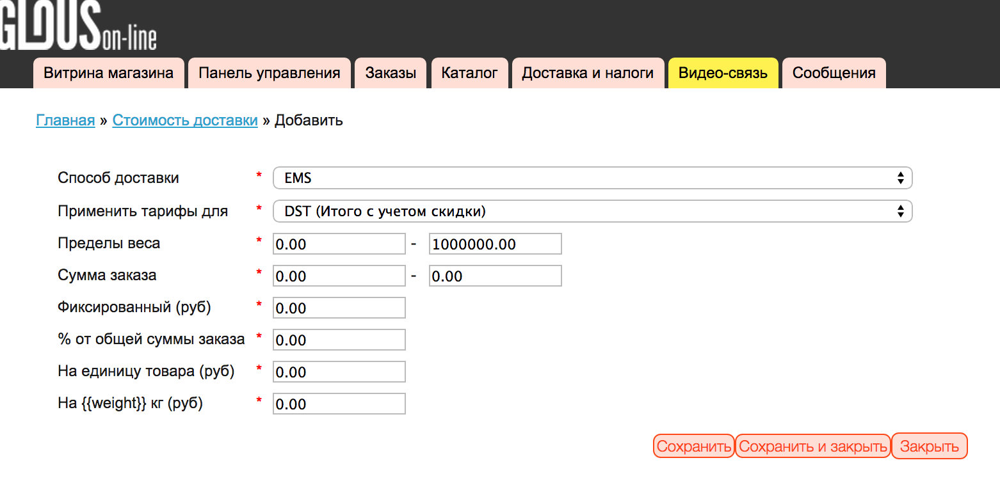 GLOUS on-line
Витрина магазина Панель управления Заказы Каталог Доставка и налоги Видео-связь Сообщения
Главная » Стоимость доставки » Добавить
Способ доставки * EMS
Применить тарифы для * DST (Итого с учетом скидки)
Пределы веса * 0.00 - 1000000.00
Сумма заказа * 0.00 - 0.00
Фиксированный (руб) * 0.00
% от общей суммы заказа * 0.00
На единицу товара (руб) * 0.00
На {{weight}} кг (руб) * 0.00
Сохранить Сохранить и закрыть Закрыть